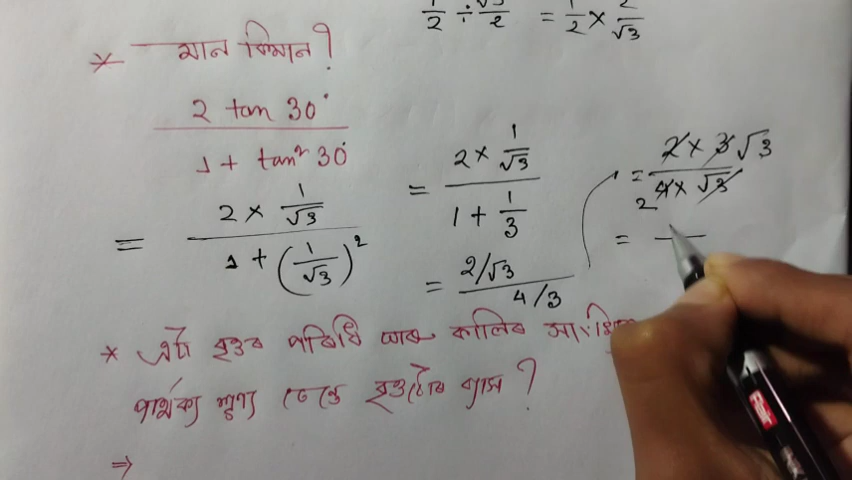 1/2 ÷ √3/2 = 1/2 × 2/√3
* মান কিমান?
2 tan 30° / 1 + tan² 30°
= 2 × 1/√3 / 1 + (1/√3)²
= 2 × 1/√3 / 1 + 1/3
= 2/√3 / 4/3
= 2 × 3 √3 / 4 × √3 2
=
* এটা বৃত্তৰ পৰিধি আৰু কালিৰ সাংখ্যিক
পাৰ্থক্য শূণ্য হেন্তে বৃত্তটোৰ ব্যাস?
⇒